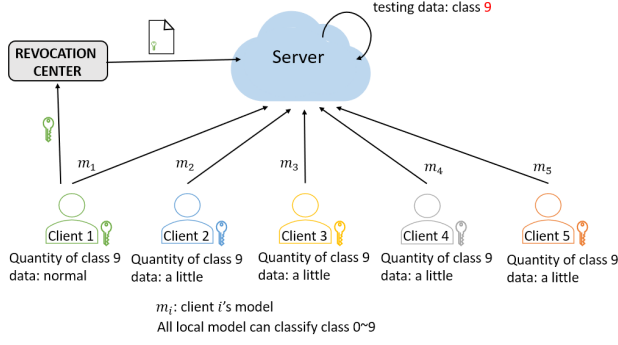 testing data: class 9
REVOCATION
CENTER
Server
m₁
m₂
m₃
m₄
m₅
Client 1
Client 2
Client 3
Client 4
Client 5
Quantity of class 9
data: normal
Quantity of class 9
data: a little
Quantity of class 9
data: a little
Quantity of class 9
data: a little
Quantity of class 9
data: a little
mᵢ: client i's model
All local model can classify class 0~9